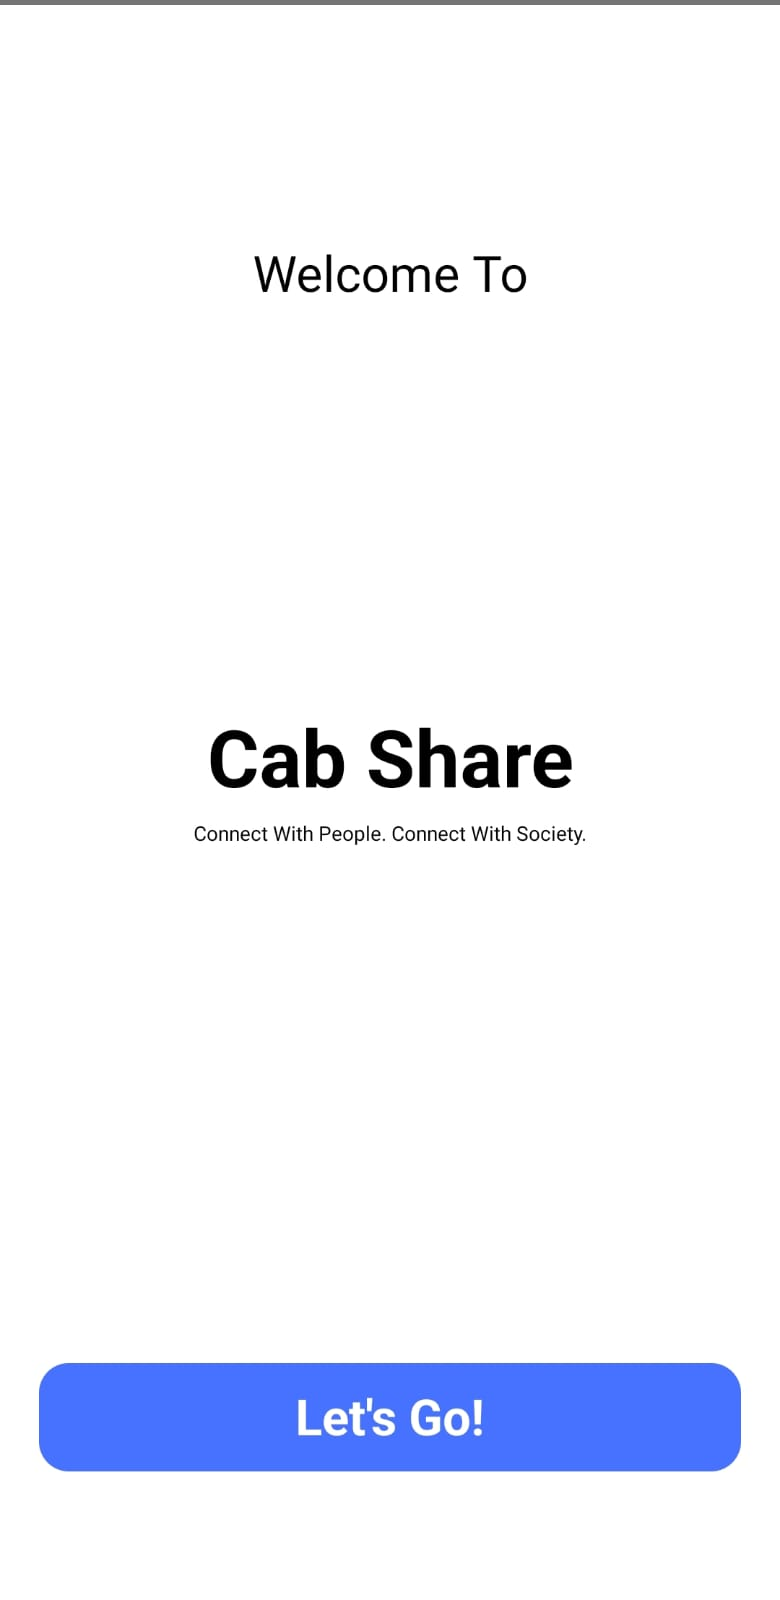 Welcome To
Cab Share
Connect With People. Connect With Society.
Let's Go!